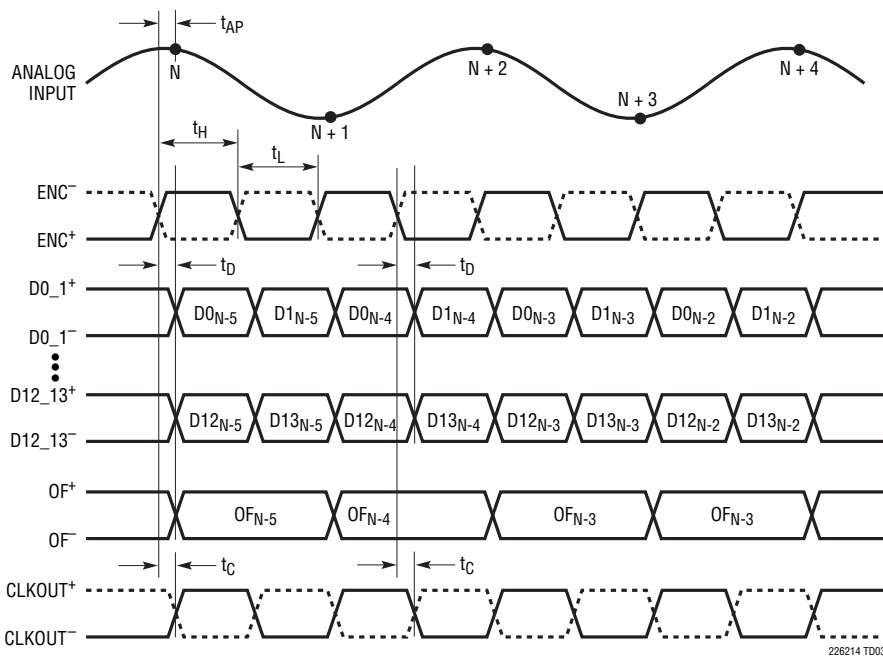 tAP
ANALOG
INPUT
N
N + 1
N + 2
N + 3
N + 4
tH
tL
ENC–
ENC+
tD
tD
D0_1+
D0_1–
D0N-5
D1N-5
D0N-4
D1N-4
D0N-3
D1N-3
D0N-2
D1N-2
D12_13+
D12_13–
D12N-5
D13N-5
D12N-4
D13N-4
D12N-3
D13N-3
D12N-2
D13N-2
OF+
OF–
OFN-5
OFN-4
OFN-3
OFN-3
tC
tC
CLKOUT+
CLKOUT–
226214 TD03